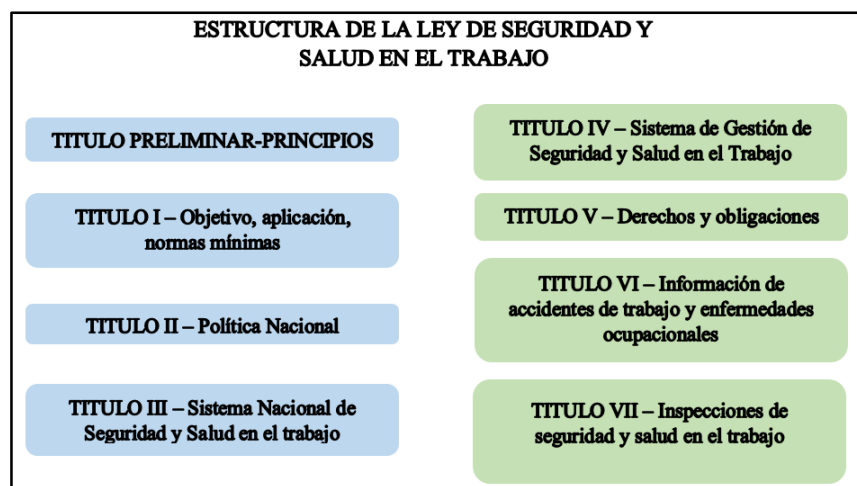 ESTRUCTURA DE LA LEY DE SEGURIDAD Y
SALUD EN EL TRABAJO
TITULO PRELIMINAR-PRINCIPIOS
TITULO I – Objetivo, aplicación,
normas mínimas
TITULO II – Política Nacional
TITULO III – Sistema Nacional de
Seguridad y Salud en el trabajo
TITULO IV – Sistema de Gestión de
Seguridad y Salud en el Trabajo
TITULO V – Derechos y obligaciones
TITULO VI – Información de
accidentes de trabajo y enfermedades
ocupacionales
TITULO VII – Inspecciones de
seguridad y salud en el trabajo